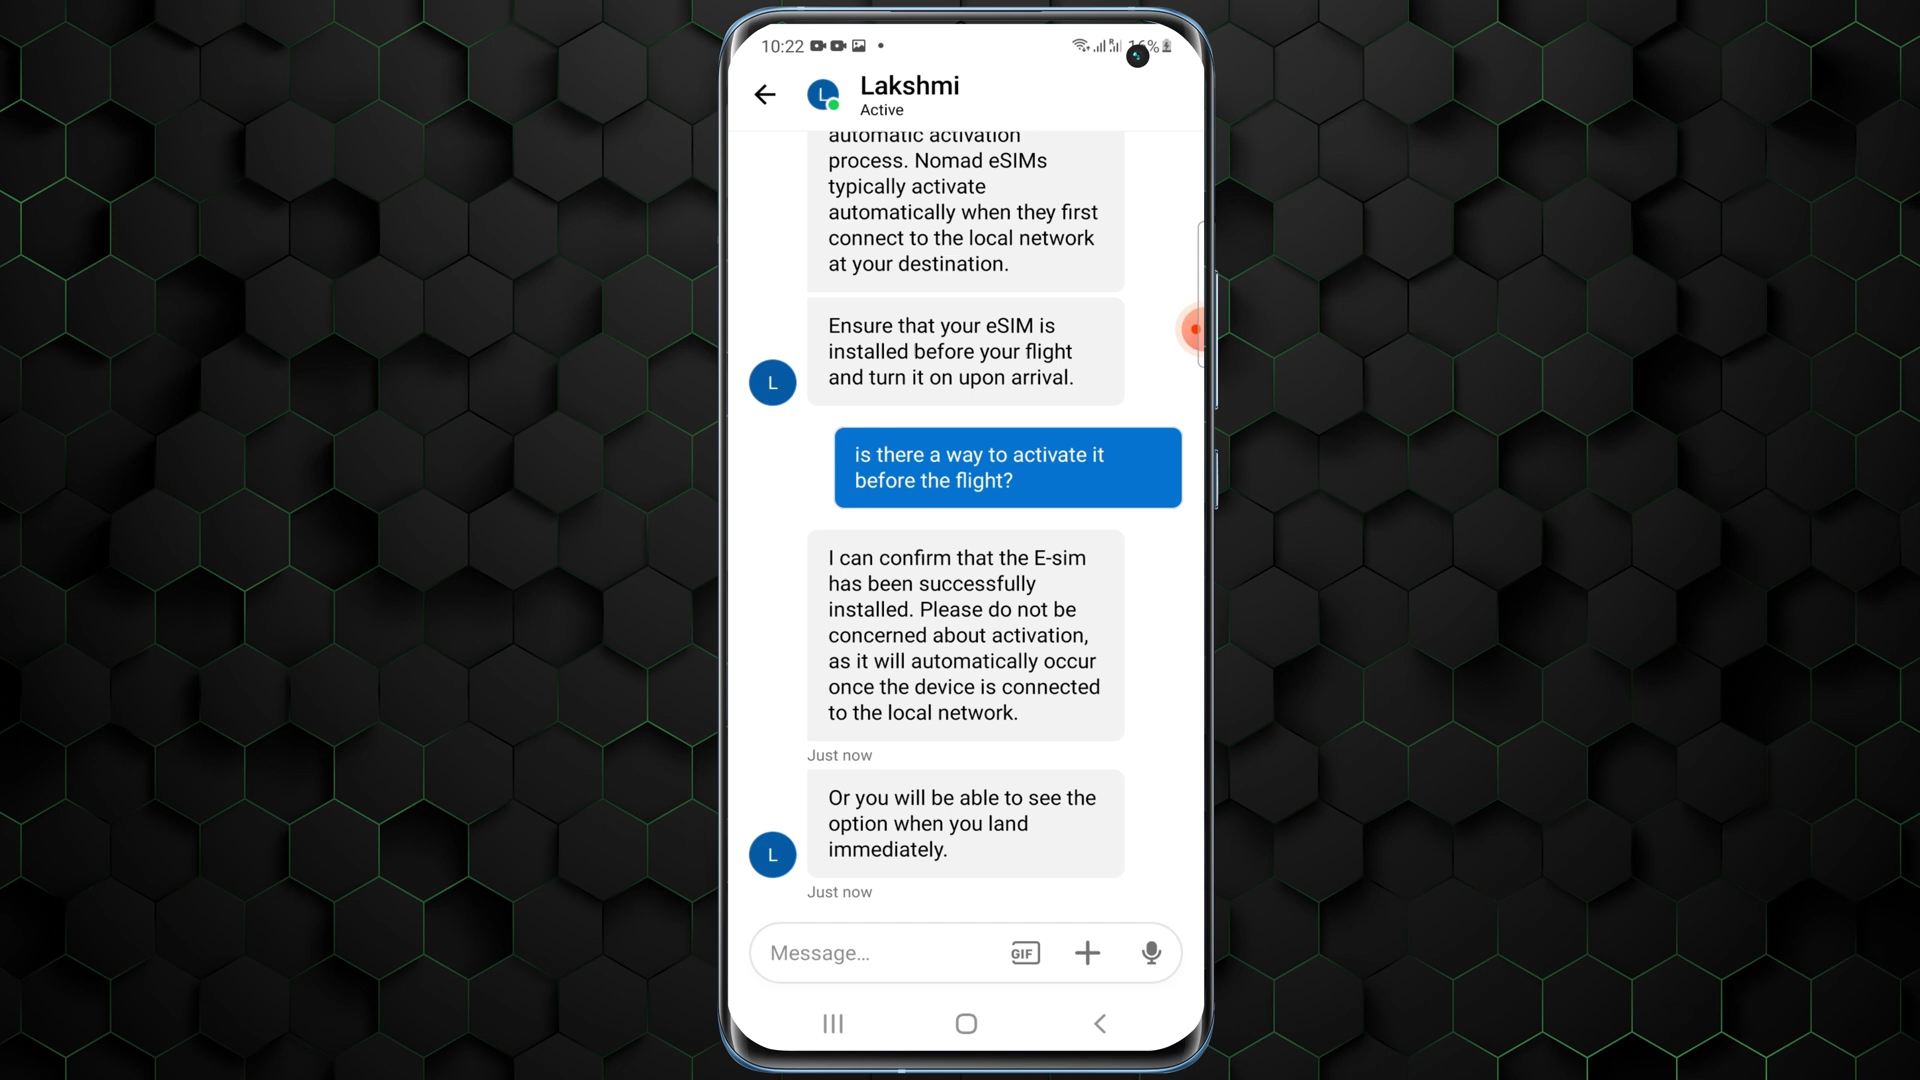 10:22
16%
L
Lakshmi
Active
automatic activation
process. Nomad eSIMs
typically activate
automatically when they first
connect to the local network
at your destination.
Ensure that your eSIM is
installed before your flight
and turn it on upon arrival.
L
is there a way to activate it
before the flight?
I can confirm that the E-sim
has been successfully
installed. Please do not be
concerned about activation,
as it will automatically occur
once the device is connected
to the local network.
Just now
Or you will be able to see the
option when you land
immediately.
L
Just now
Message...
GIF